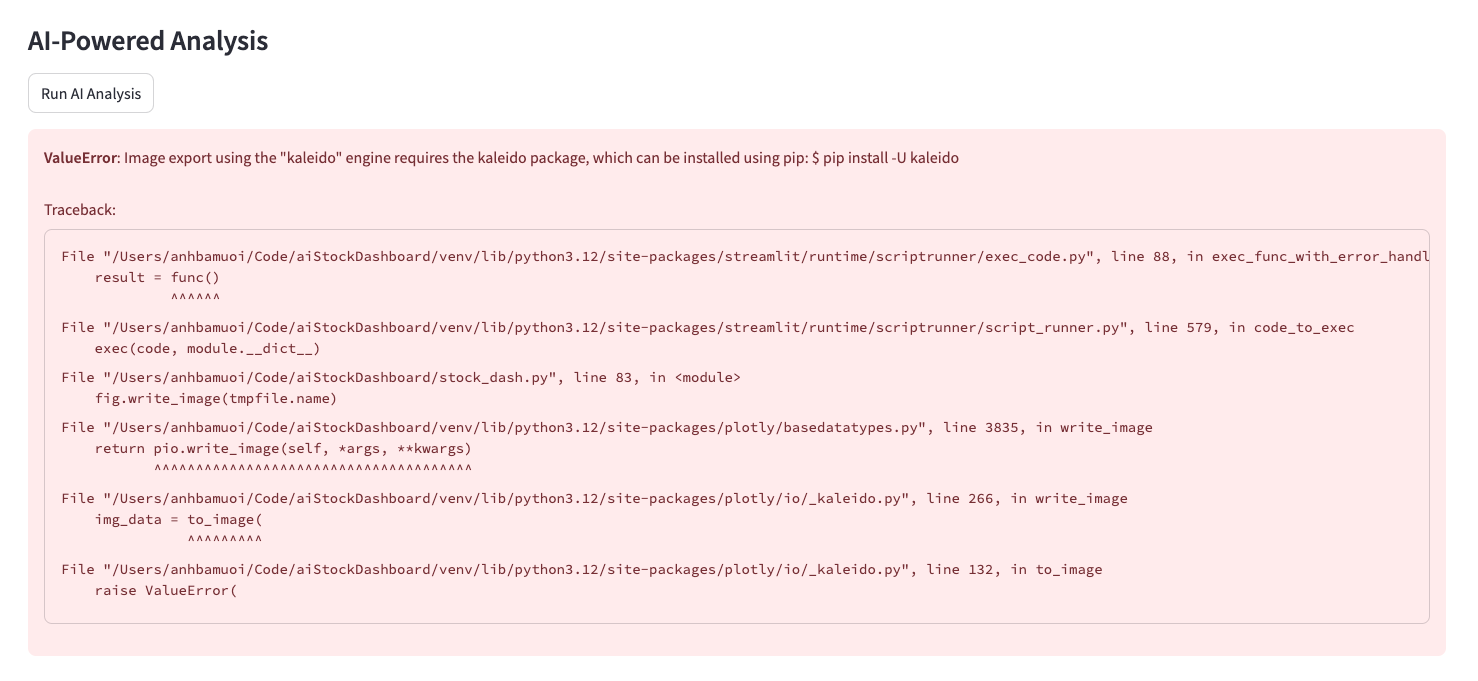 AI-Powered Analysis
Run AI Analysis
ValueError: Image export using the "kaleido" engine requires the kaleido package, which can be installed using pip: $ pip install -U kaleido
Traceback:
File "/Users/anhbamuoi/Code/aiStockDashboard/venv/lib/python3.12/site-packages/streamlit/runtime/scriptrunner/exec_code.py", line 88, in exec_func_with_error_handl
    result = func()
             ^^^^^^
File "/Users/anhbamuoi/Code/aiStockDashboard/venv/lib/python3.12/site-packages/streamlit/runtime/scriptrunner/script_runner.py", line 579, in code_to_exec
    exec(code, module.__dict__)
File "/Users/anhbamuoi/Code/aiStockDashboard/stock_dash.py", line 83, in <module>
    fig.write_image(tmpfile.name)
File "/Users/anhbamuoi/Code/aiStockDashboard/venv/lib/python3.12/site-packages/plotly/basedatatypes.py", line 3835, in write_image
    return pio.write_image(self, *args, **kwargs)
           ^^^^^^^^^^^^^^^^^^^^^^^^^^^^^^^^^^^^^^
File "/Users/anhbamuoi/Code/aiStockDashboard/venv/lib/python3.12/site-packages/plotly/io/_kaleido.py", line 266, in write_image
    img_data = to_image(
               ^^^^^^^^^
File "/Users/anhbamuoi/Code/aiStockDashboard/venv/lib/python3.12/site-packages/plotly/io/_kaleido.py", line 132, in to_image
    raise ValueError(